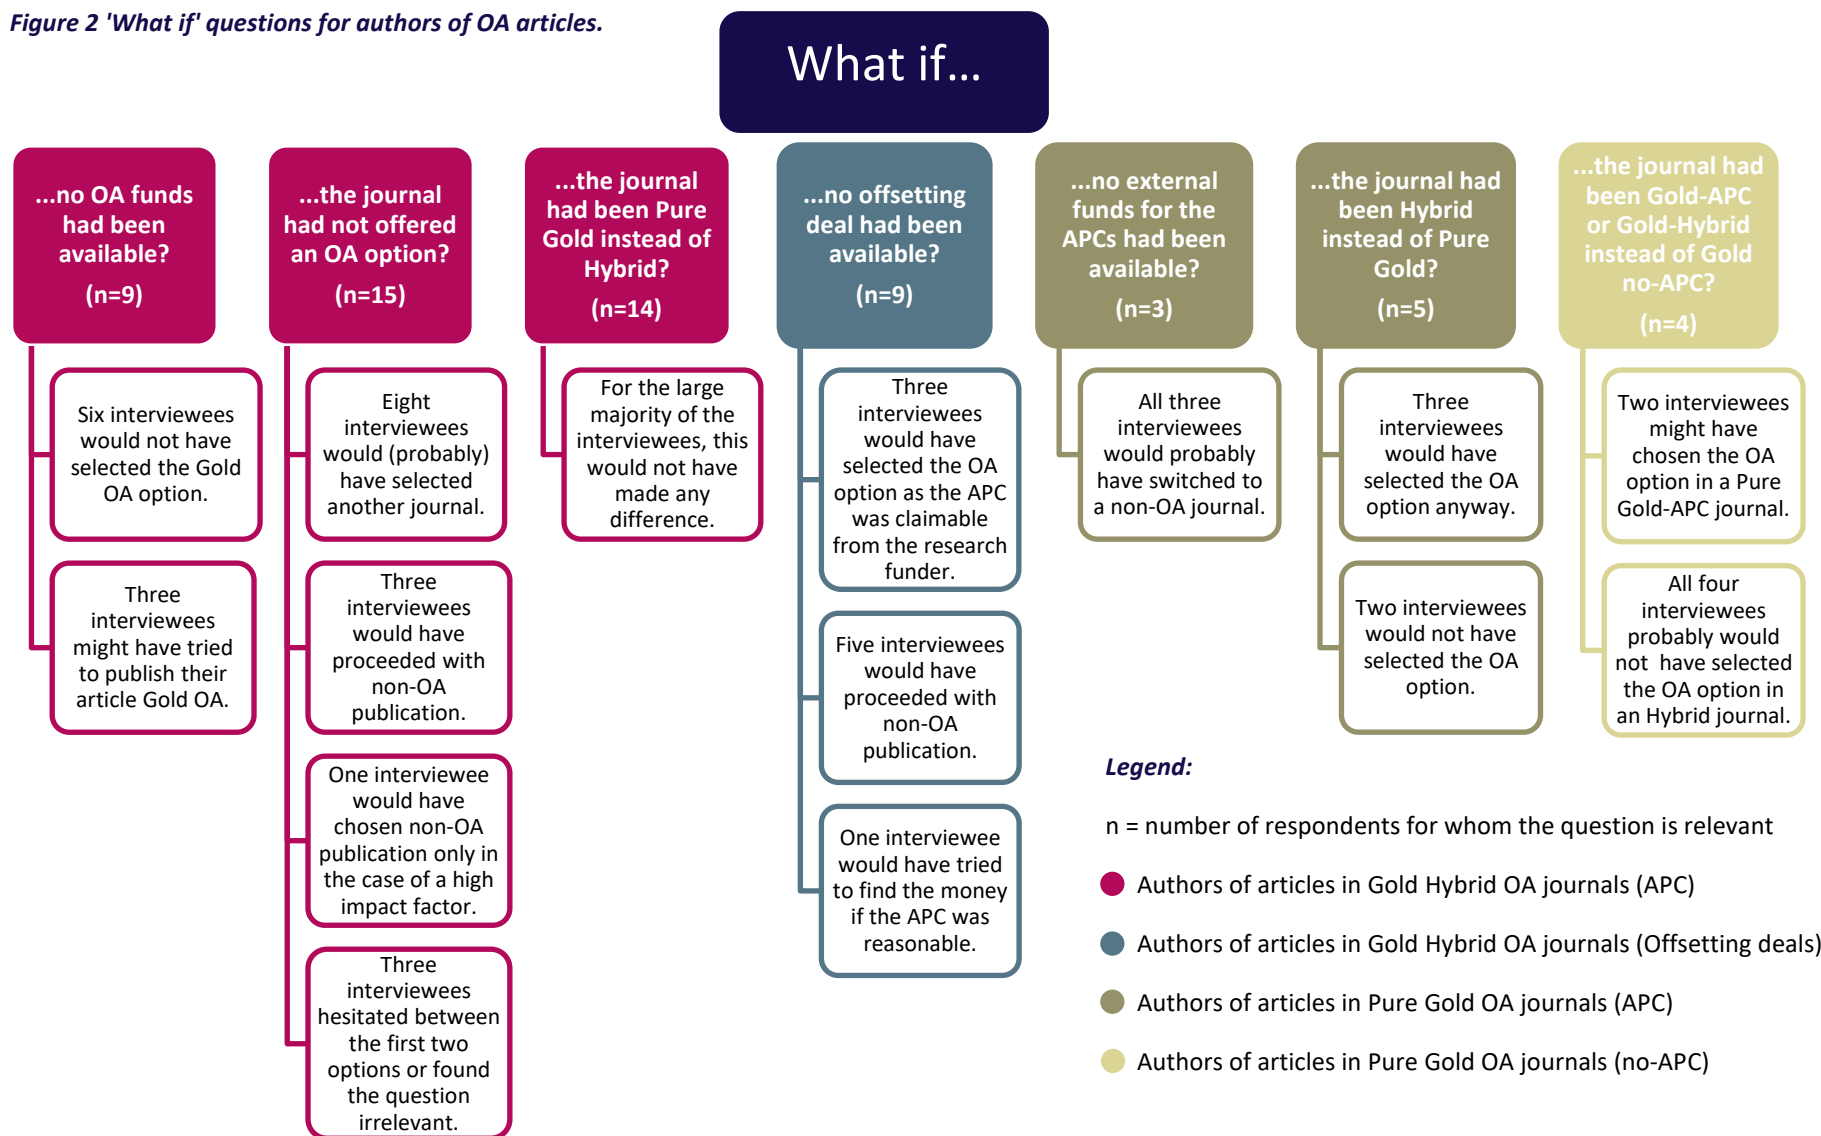 Figure 2 'What if' questions for authors of OA articles.
What if...
...no OA funds
had been
available?
(n=9)
Six interviewees
would not have
selected the Gold
OA option.
Three
interviewees
might have tried
to publish their
article Gold OA.
...the journal
had not offered
an OA option?
(n=15)
Eight
interviewees
would (probably)
have selected
another journal.
Three
interviewees
would have
proceeded with
non-OA
publication.
One interviewee
would have
chosen non-OA
publication only in
the case of a high
impact factor.
Three
interviewees
hesitated between
the first two
options or found
the question
irrelevant.
...the journal
had been Pure
Gold instead of
Hybrid?
(n=14)
For the large
majority of the
interviewees, this
would not have
made any
difference.
...no offsetting
deal had been
available?
(n=9)
Three
interviewees
would have
selected the OA
option as the APC
was claimable
from the research
funder.
Five interviewees
would have
proceeded with
non-OA
publication.
One interviewee
would have tried
to find the money
if the APC was
reasonable.
...no external
funds for the
APCs had been
available?
(n=3)
All three
interviewees
would probably
have switched to
a non-OA journal.
...the journal had
been Hybrid
instead of Pure
Gold?
(n=5)
Three
interviewees
would have
selected the OA
option anyway.
Two interviewees
would not have
selected the OA
option.
...the journal had
been Gold-APC
or Gold-Hybrid
instead of Gold
no-APC?
(n=4)
Two interviewees
might have
chosen the OA
option in a Pure
Gold-APC journal.
All four
interviewees
probably would
not  have selected
the OA option in
an Hybrid journal.
Legend:
n = number of respondents for whom the question is relevant
Authors of articles in Gold Hybrid OA journals (APC)
Authors of articles in Gold Hybrid OA journals (Offsetting deals)
Authors of articles in Pure Gold OA journals (APC)
Authors of articles in Pure Gold OA journals (no-APC)